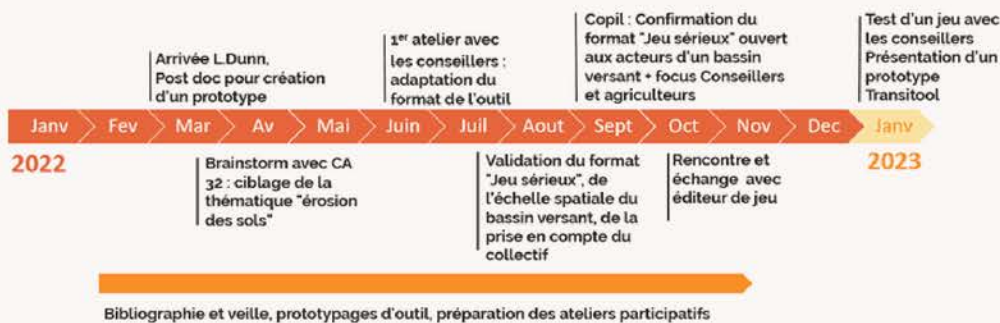 Arrivée L.Dunn,
Post doc pour création
d'un prototype
1er atelier avec
les conseillers :
adaptation du
format de l'outil
Copil : Confirmation du
format "Jeu sérieux" ouvert
aux acteurs d'un bassin
versant + focus Conseillers
et agriculteurs
Test d'un jeu avec
les conseillers
Présentation d'un
prototype
Transitool
Janv Fev Mar Av Mai Juin Juil Aout Sept Oct Nov Dec Janv
2022
2023
Brainstorm avec CA
32 : ciblage de la
thématique "érosion
des sols"
Validation du format
"Jeu sérieux", de
l'échelle spatiale du
bassin versant, de la
prise en compte du
collectif
Rencontre et
échange avec
éditeur de jeu
Bibliographie et veille, prototypages d'outil, préparation des ateliers participatifs